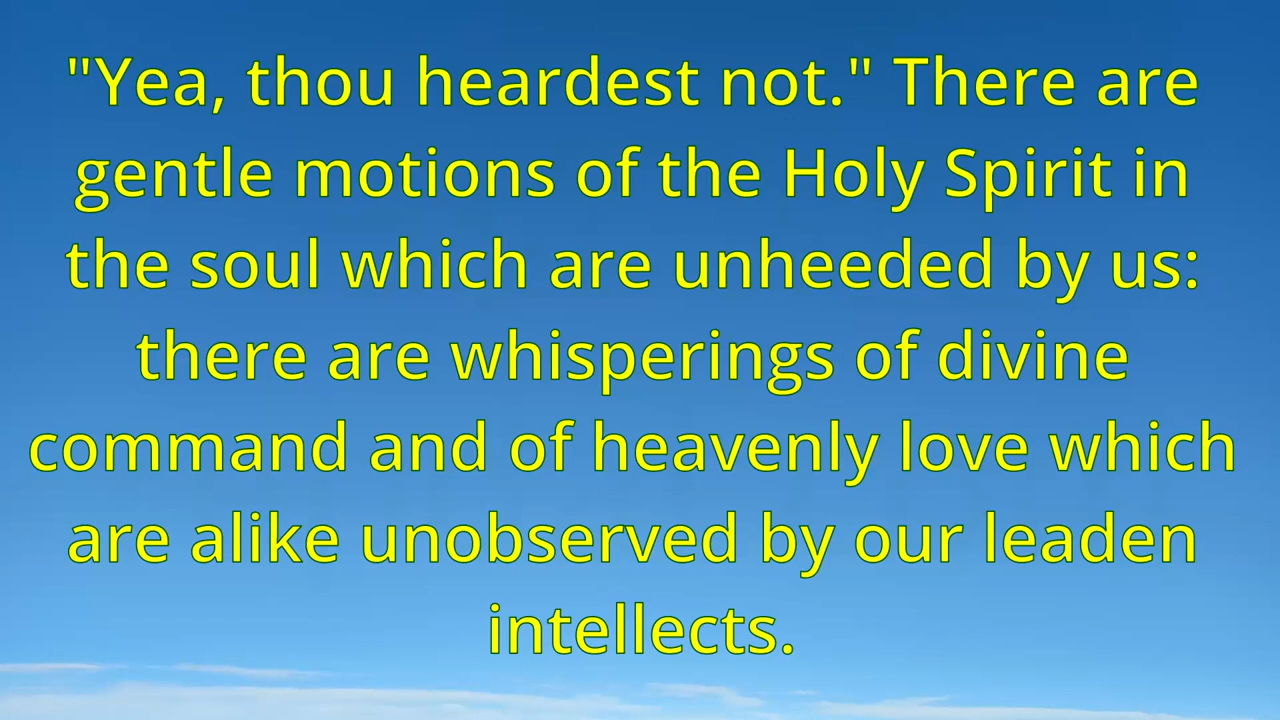 "Yea, thou heardest not." There are
gentle motions of the Holy Spirit in
the soul which are unheeded by us:
there are whisperings of divine
command and of heavenly love which
are alike unobserved by our leaden
intellects.